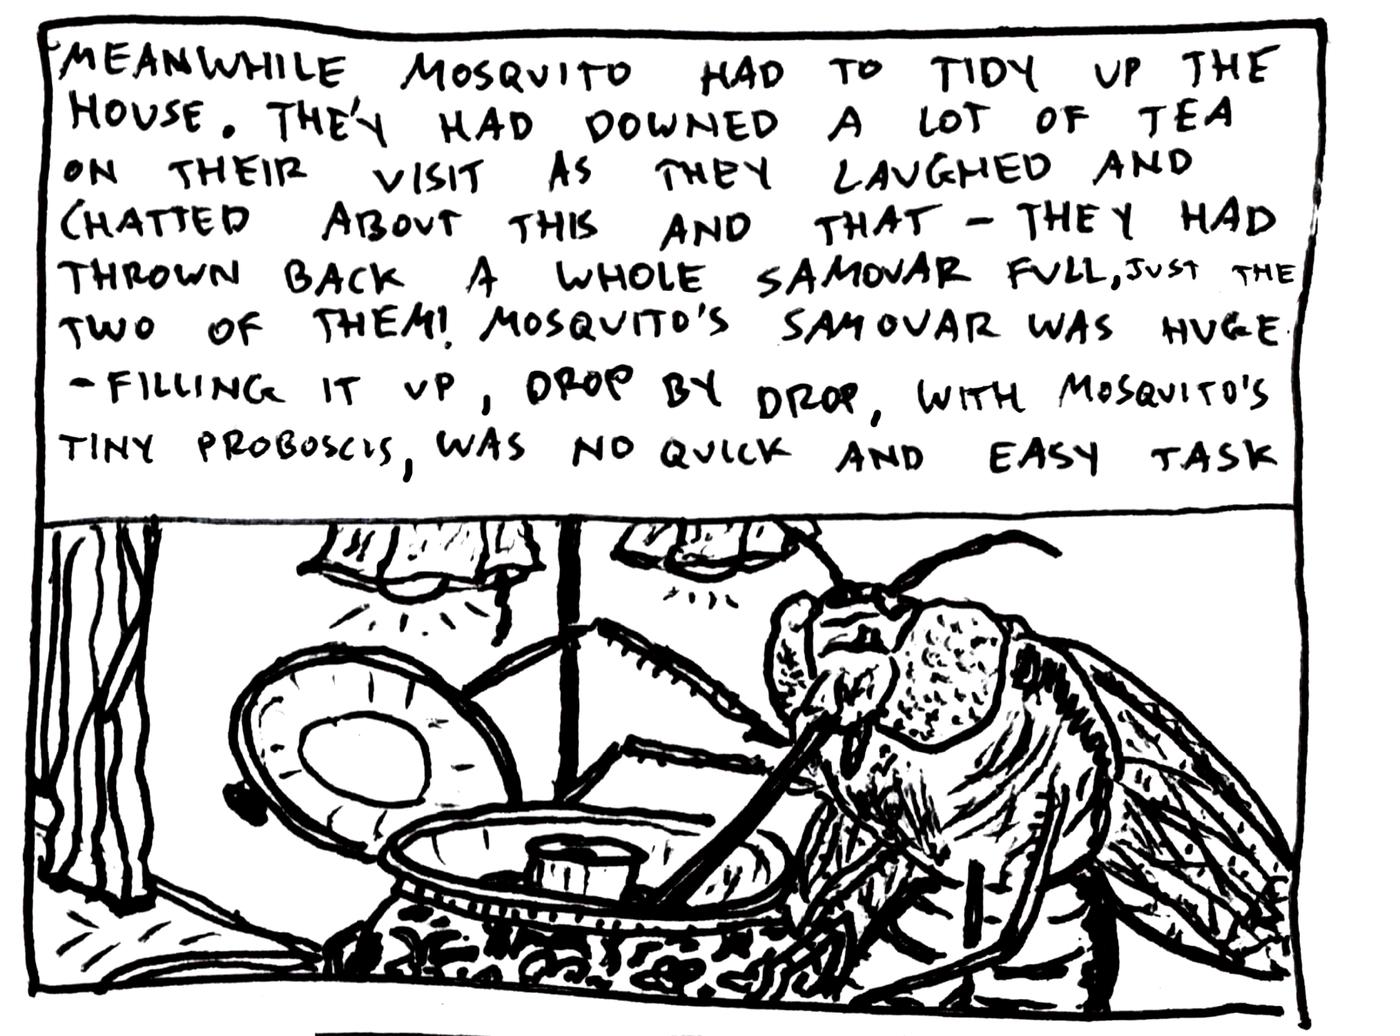 MEANWHILE MOSQUITO HAD TO TIDY UP THE
HOUSE. THE'Y HAD DOWNED A LOT OF TEA
ON THEIR VISIT AS THEY LAUGHED AND
CHATTED ABOUT THIS AND THAT - THEY HAD
THROWN BACK A WHOLE SAMOVAR FULL, JUST THE
TWO OF THEM! MOSQUITO'S SAMOVAR WAS HUGE
- FILLING IT UP, DROP BY DROP, WITH MOSQUITO'S
TINY PROBOSCIS, WAS NO QUICK AND EASY TASK